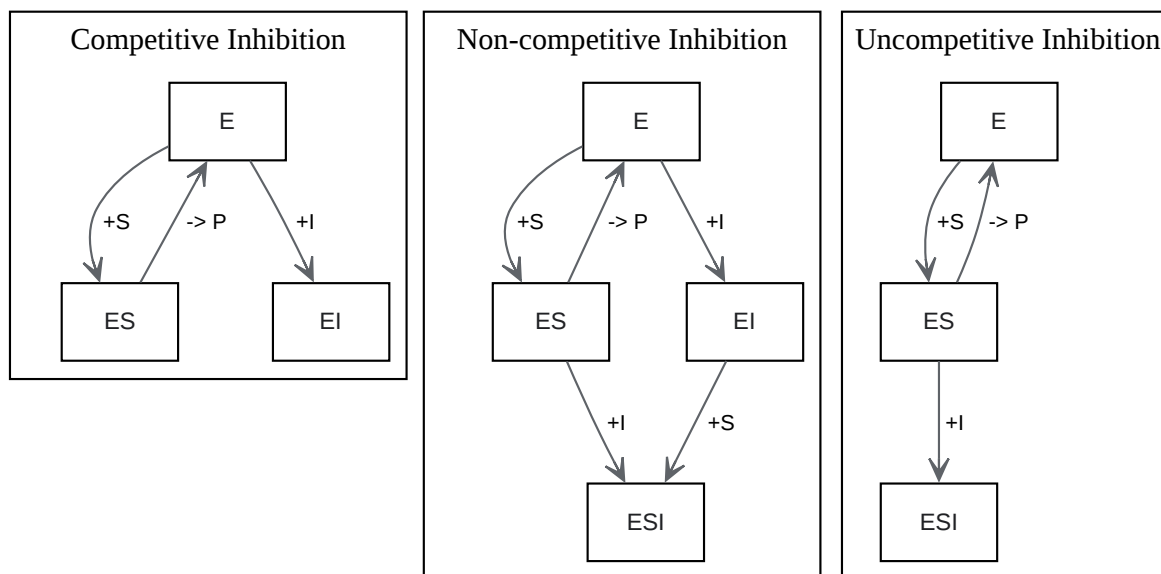 Competitive Inhibition
E
+S
-> P
+I
ES
EI
Non-competitive Inhibition
E
+S
-> P
+I
ES
EI
+I
+S
ESI
Uncompetitive Inhibition
E
+S
-> P
ES
+I
ESI